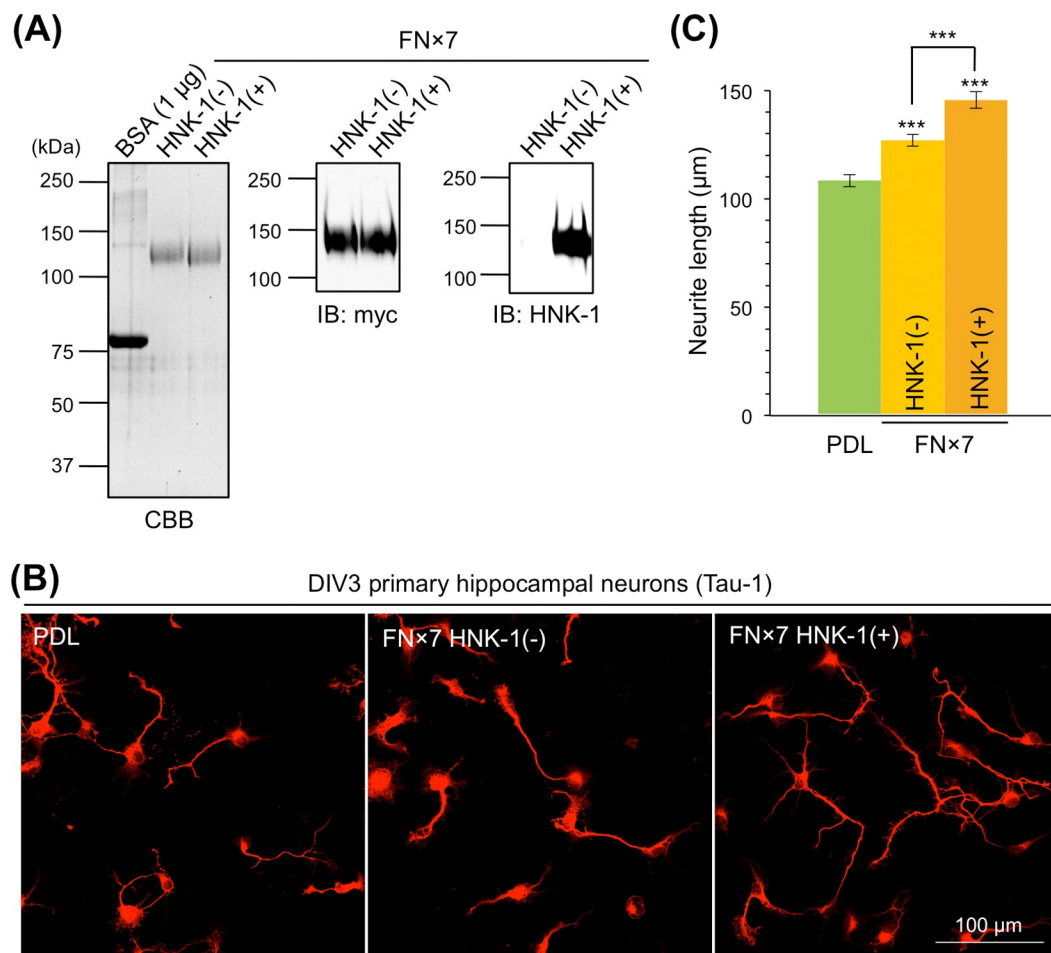 (A)
FN×7
BSA (1 µg)
HNK-1(-)
HNK-1(+)
(kDa)
250
150
100
75
50
37
CBB
HNK-1(-)
HNK-1(+)
250
150
100
IB: myc
HNK-1(-)
HNK-1(+)
250
150
100
IB: HNK-1
(C)
***
***
***
Neurite length (µm)
150
100
50
0
HNK-1(-)
HNK-1(+)
PDL
FN×7
(B)
DIV3 primary hippocampal neurons (Tau-1)
PDL
FN×7 HNK-1(-)
FN×7 HNK-1(+)
100 µm